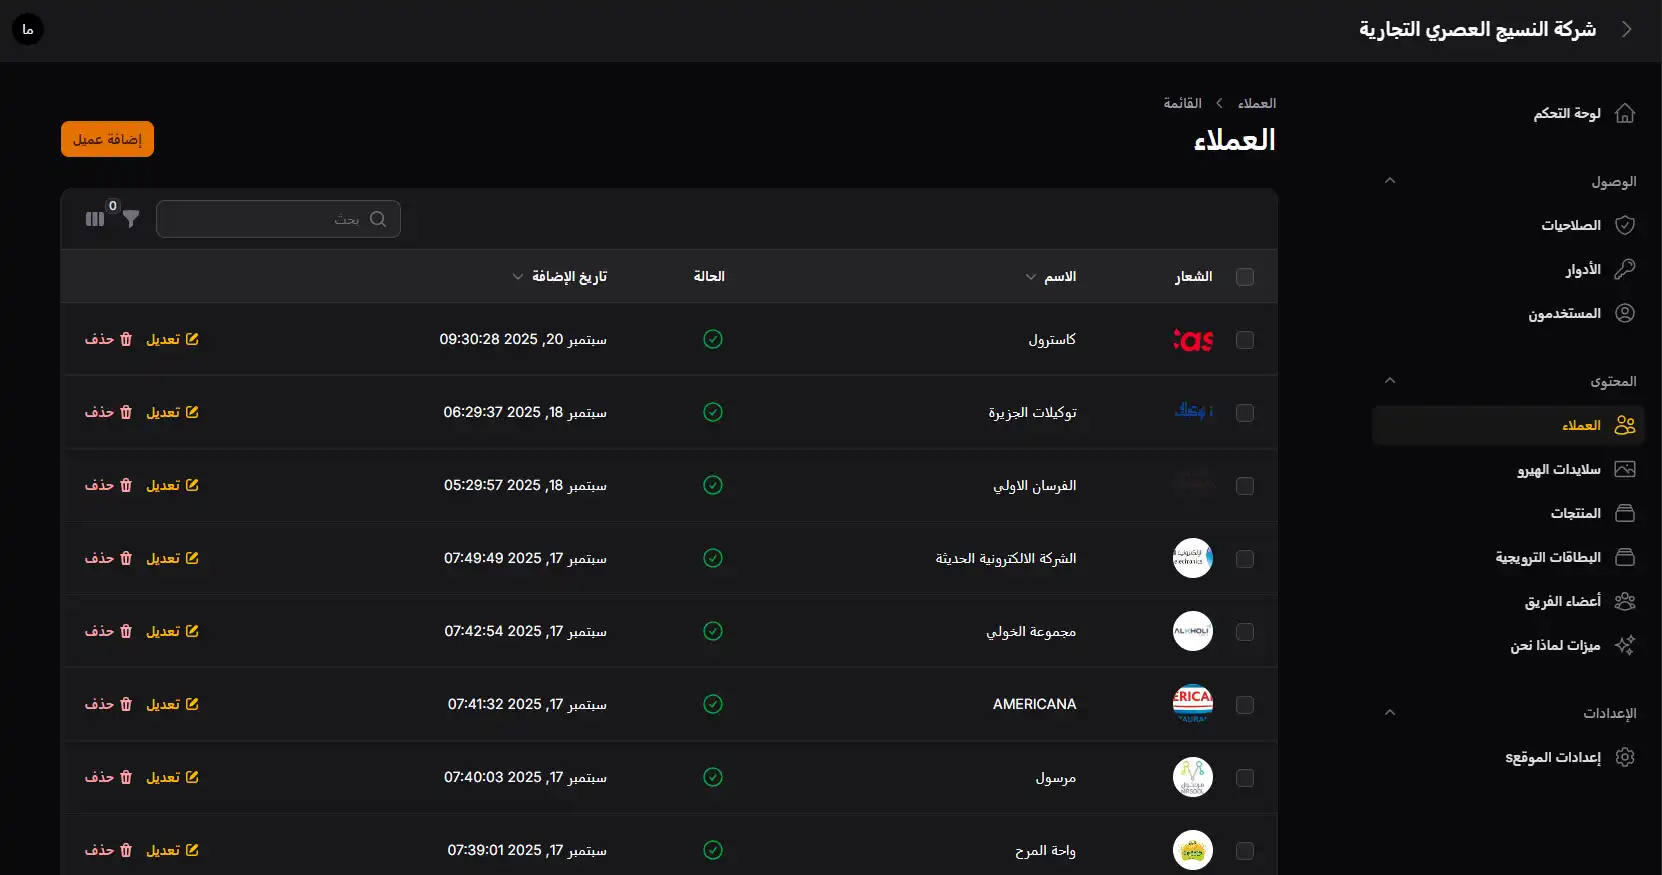 شركة النسيج العصري التجارية
ما
لوحة التحكم
الوصول
الصلاحيات
الأدوار
المستخدمون
المحتوى
العملاء
سلايدات الهيرو
المنتجات
البطاقات الترويجية
أعضاء الفريق
ميزات لماذا نحن
الإعدادات
إعدادات الموقعs
العملاء القائمة
العملاء
إضافة عميل
بحث
0
الشعار الاسم الحالة تاريخ الإضافة
كاسترول سبتمبر 20, 2025 09:30:28 تعديل حذف
توكيلات الجزيرة سبتمبر 18, 2025 06:29:37 تعديل حذف
الفرسان الاولي سبتمبر 18, 2025 05:29:57 تعديل حذف
electronics الشركة الالكترونية الحديثة سبتمبر 17, 2025 07:49:49 تعديل حذف
ALKHOLI مجموعة الخولي سبتمبر 17, 2025 07:42:54 تعديل حذف
ERICA AMERICANA سبتمبر 17, 2025 07:41:32 تعديل حذف
مرسول MRSOOL مرسول سبتمبر 17, 2025 07:40:03 تعديل حذف
واحة المرح سبتمبر 17, 2025 07:39:01 تعديل حذف